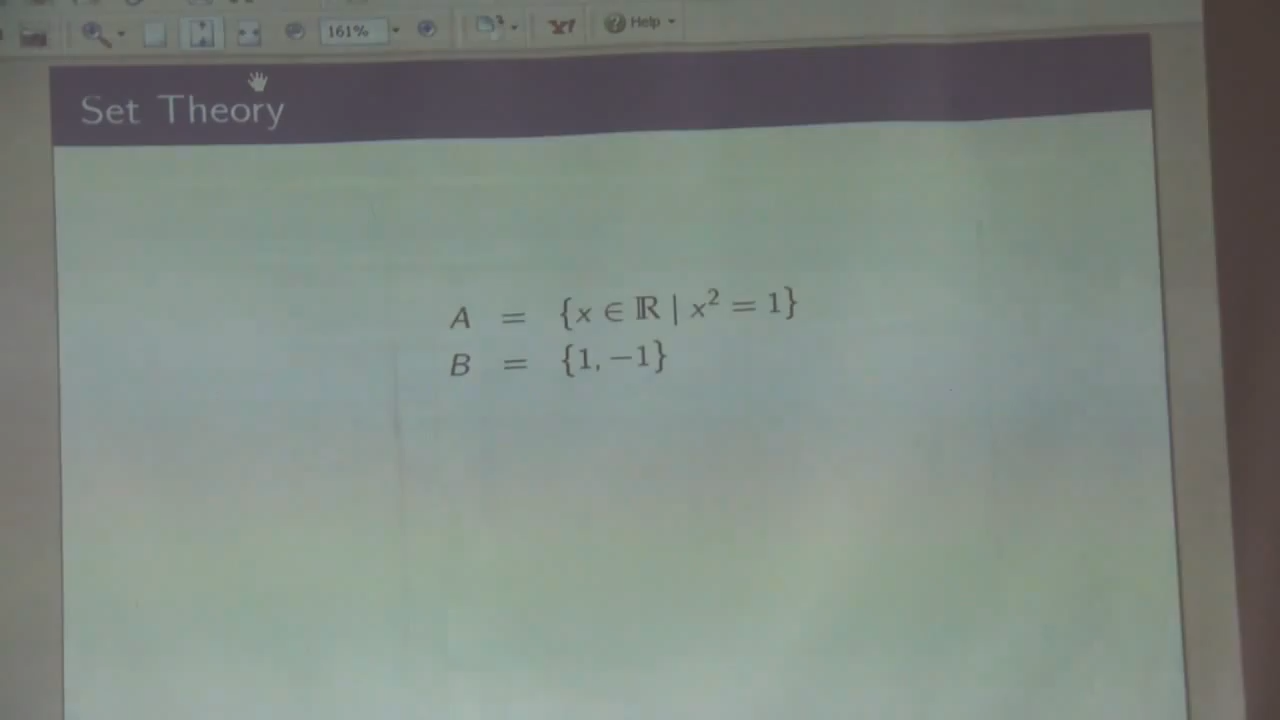 161% Y! Help
Set Theory
A = {x ∈ ℝ | x² = 1}
B = {1, −1}